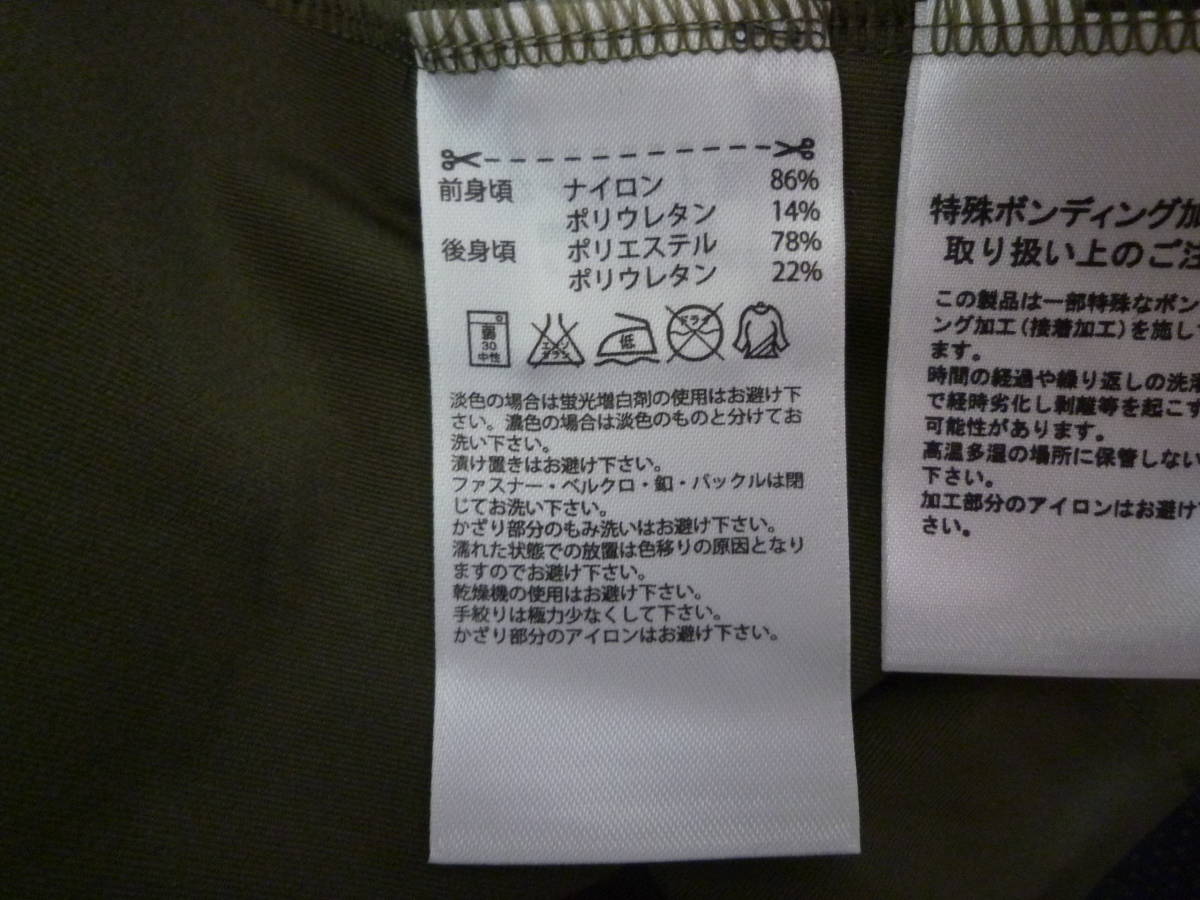 前身頃 ナイロン 86%
ポリウレタン 14%
後身頃 ポリエステル 78%
ポリウレタン 22%
弱
30
中性
エンソ
サラシ
低
ドライ
淡色の場合は蛍光増白剤の使用はお避け下
さい。濃色の場合は淡色のものと分けてお
洗い下さい。
漬け置きはお避け下さい。
ファスナー・ベルクロ・釦・バックルは閉
じてお洗い下さい。
かざり部分のもみ洗いはお避け下さい。
濡れた状態での放置は色移りの原因となり
ますのでお避け下さい。
乾燥機の使用はお避け下さい。
手絞りは極力少なくして下さい。
かざり部分のアイロンはお避け下さい。
特殊ボンディング加
取り扱い上のご注
この製品は一部特殊なボン
ング加工(接着加工)を施し
ます。
時間の経過や繰り返しの洗濯
で経時劣化し剥離等を起こす
可能性があります。
高温多湿の場所に保管しない
下さい。
加工部分のアイロンはお避け
さい。